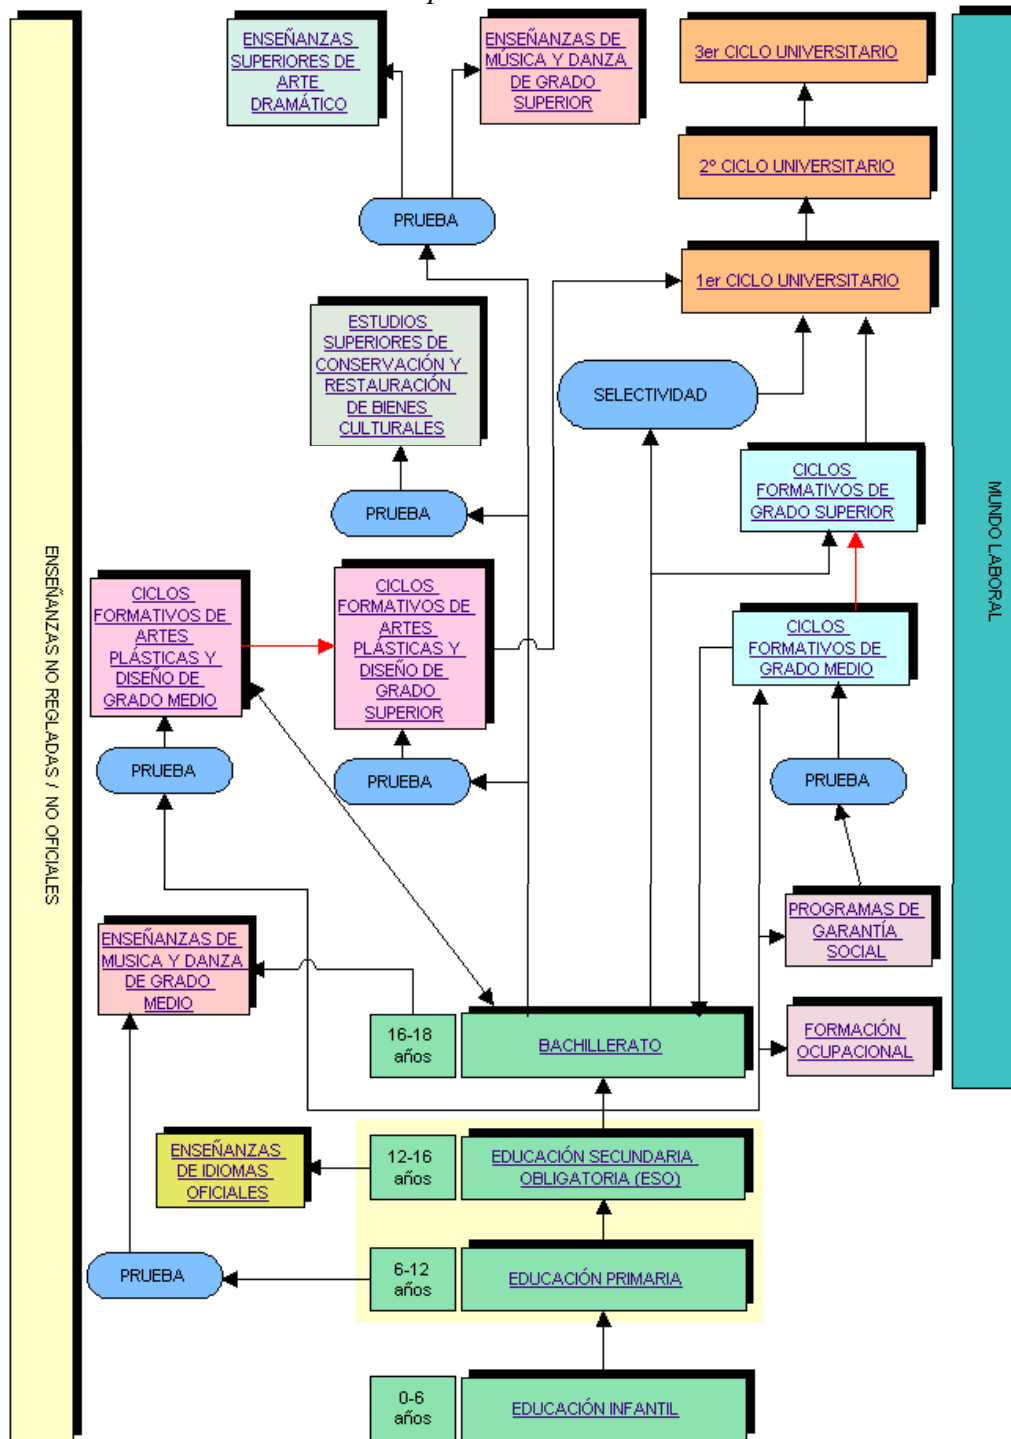 ENSEÑANZAS
SUPERIORES DE
ARTE
DRAMÁTICO
ENSEÑANZAS DE
MÚSICA Y DANZA
DE GRADO
SUPERIOR
3er CICLO UNIVERSITARIO
2º CICLO UNIVERSITARIO
PRUEBA
1er CICLO UNIVERSITARIO
ESTUDIOS
SUPERIORES DE
CONSERVACIÓN Y
RESTAURACIÓN
DE BIENES
CULTURALES
SELECTIVIDAD
PRUEBA
CICLOS
FORMATIVOS DE
GRADO SUPERIOR
MUNDO LABORAL
ENSEÑANZAS NO REGLADAS / NO OFICIALES
CICLOS
FORMATIVOS DE
ARTES
PLÁSTICAS Y
DISEÑO DE
GRADO MEDIO
CICLOS
FORMATIVOS DE
ARTES
PLÁSTICAS Y
DISEÑO DE
GRADO
SUPERIOR
CICLOS
FORMATIVOS DE
GRADO MEDIO
PRUEBA
PRUEBA
PRUEBA
PROGRAMAS DE
GARANTÍA
SOCIAL
ENSEÑANZAS DE
MUSICA Y DANZA
DE GRADO
MEDIO
16-18
años
BACHILLERATO
FORMACIÓN
OCUPACIONAL
ENSEÑANZAS
DE IDIOMAS
OFICIALES
12-16
años
EDUCACIÓN SECUNDARIA
OBLIGATORIA (ESO)
PRUEBA
6-12
años
EDUCACIÓN PRIMARIA
0-6
años
EDUCACIÓN INFANTIL